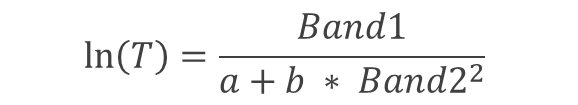 ln(T) = Band1 / a + b * Band2²